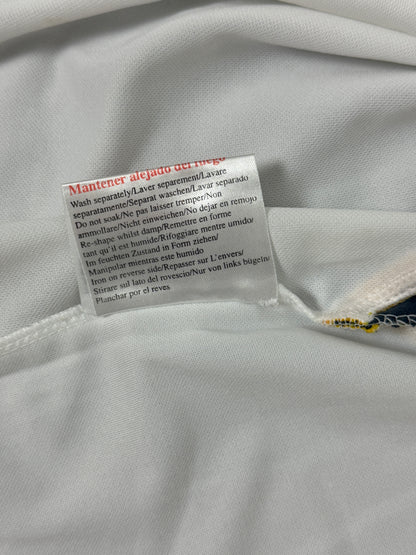 Mantener alejado del fuego
Wash separately/Laver separement/Lavare
separatamente/Separat waschen/Lavar separado
Do not soak/Ne pas laisser tremper/Non
ammollare/Nicht einweichen/No dejar en remojo
Re-shape whilst damp/Remettre en forme
tant qu'il est humide/Rifoggiare mentre umido/
Im feuchten Zustand in Form ziehen/
Manipular mientras este humido
Iron on reverse side/Repasser sur L'envers/
Stirare sul lato del rovescio/Nur von links bügeln/
Planchar por el reves